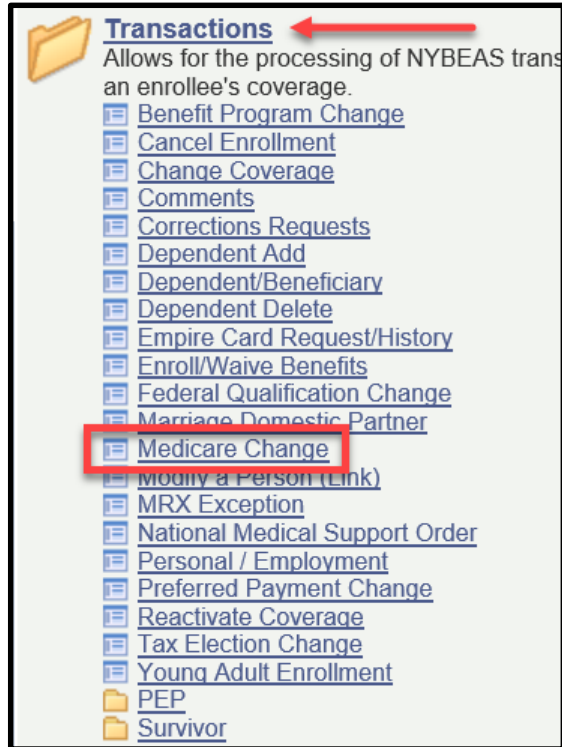 Transactions
Allows for the processing of NYBEAS trans
an enrollee's coverage.
Benefit Program Change
Cancel Enrollment
Change Coverage
Comments
Corrections Requests
Dependent Add
Dependent/Beneficiary
Dependent Delete
Empire Card Request/History
Enroll/Waive Benefits
Federal Qualification Change
Marriage Domestic Partner
Medicare Change
Modify a Person (Link)
MRX Exception
National Medical Support Order
Personal / Employment
Preferred Payment Change
Reactivate Coverage
Tax Election Change
Young Adult Enrollment
PEP
Survivor